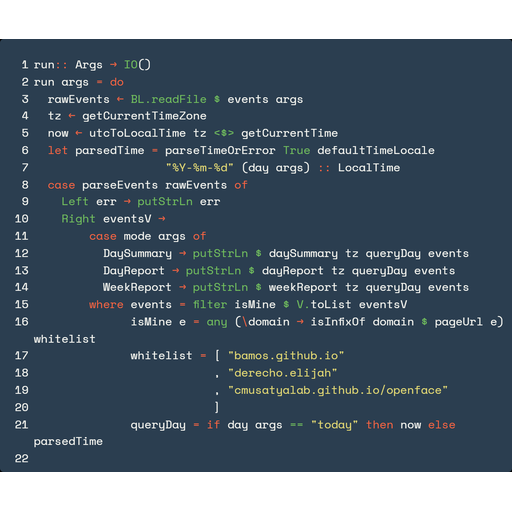 1 run:: Args → IO()
2 run args = do
3 rawEvents ← BL.readFile $ events args
4 tz ← getCurrentTimeZone
5 now ← utcToLocalTime tz <$> getCurrentTime
6 let parsedTime = parseTimeOrError True defaultTimeLocale
7 "%Y-%m-%d" (day args) :: LocalTime
8 case parseEvents rawEvents of
9 Left err → putStrLn err
10 Right eventsV →
11 case mode args of
12 DaySummary → putStrLn $ daySummary tz queryDay events
13 DayReport → putStrLn $ dayReport tz queryDay events
14 WeekReport → putStrLn $ weekReport tz queryDay events
15 where events = filter isMine $ V.toList eventsV
16 isMine e = any (\domain → isInfixOf domain $ pageUrl e)
whitelist
17 whitelist = [ "bamos.github.io"
18 , "derecho.elijah"
19 , "cmusatyalab.github.io/openface"
20 ]
21 queryDay = if day args == "today" then now else
parsedTime
22